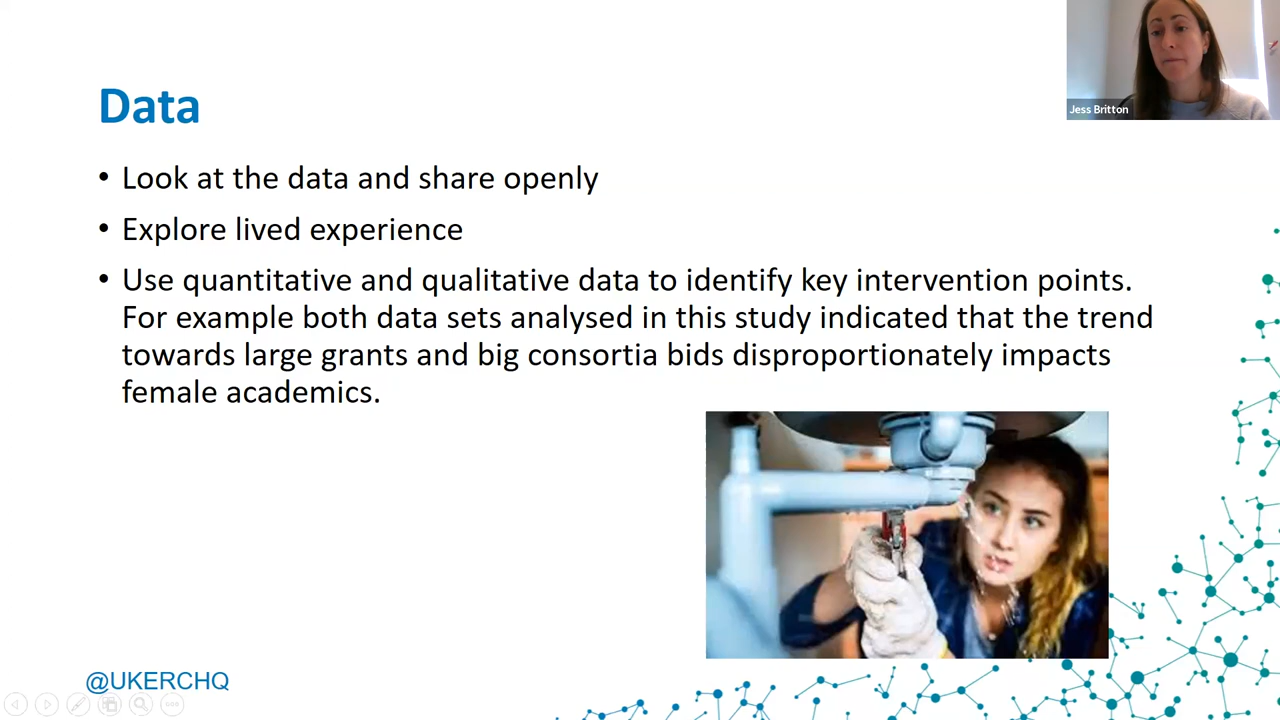 Jess Britton
Data
• Look at the data and share openly
• Explore lived experience
• Use quantitative and qualitative data to identify key intervention points.
For example both data sets analysed in this study indicated that the trend
towards large grants and big consortia bids disproportionately impacts
female academics.
@UKERCHQ